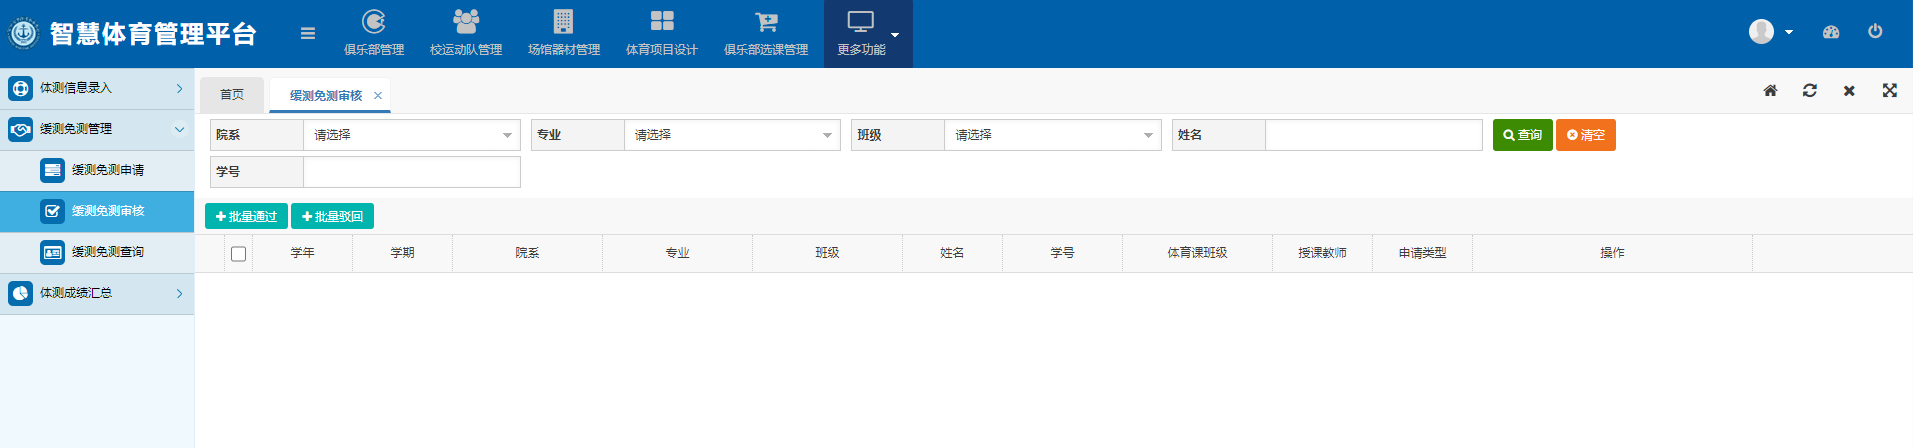 智慧体育管理平台
俱乐部管理
校运动队管理
场馆器材管理
体育项目设计
俱乐部选课管理
更多功能
体测信息录入
缓测免测管理
缓测免测申请
缓测免测审核
缓测免测查询
体测成绩汇总
首页
缓测免测审核
院系 请选择 专业 请选择 班级 请选择 姓名 查询 清空
学号
批量通过 批量驳回
学年 学期 院系 专业 班级 姓名 学号 体育课班级 授课教师 申请类型 操作